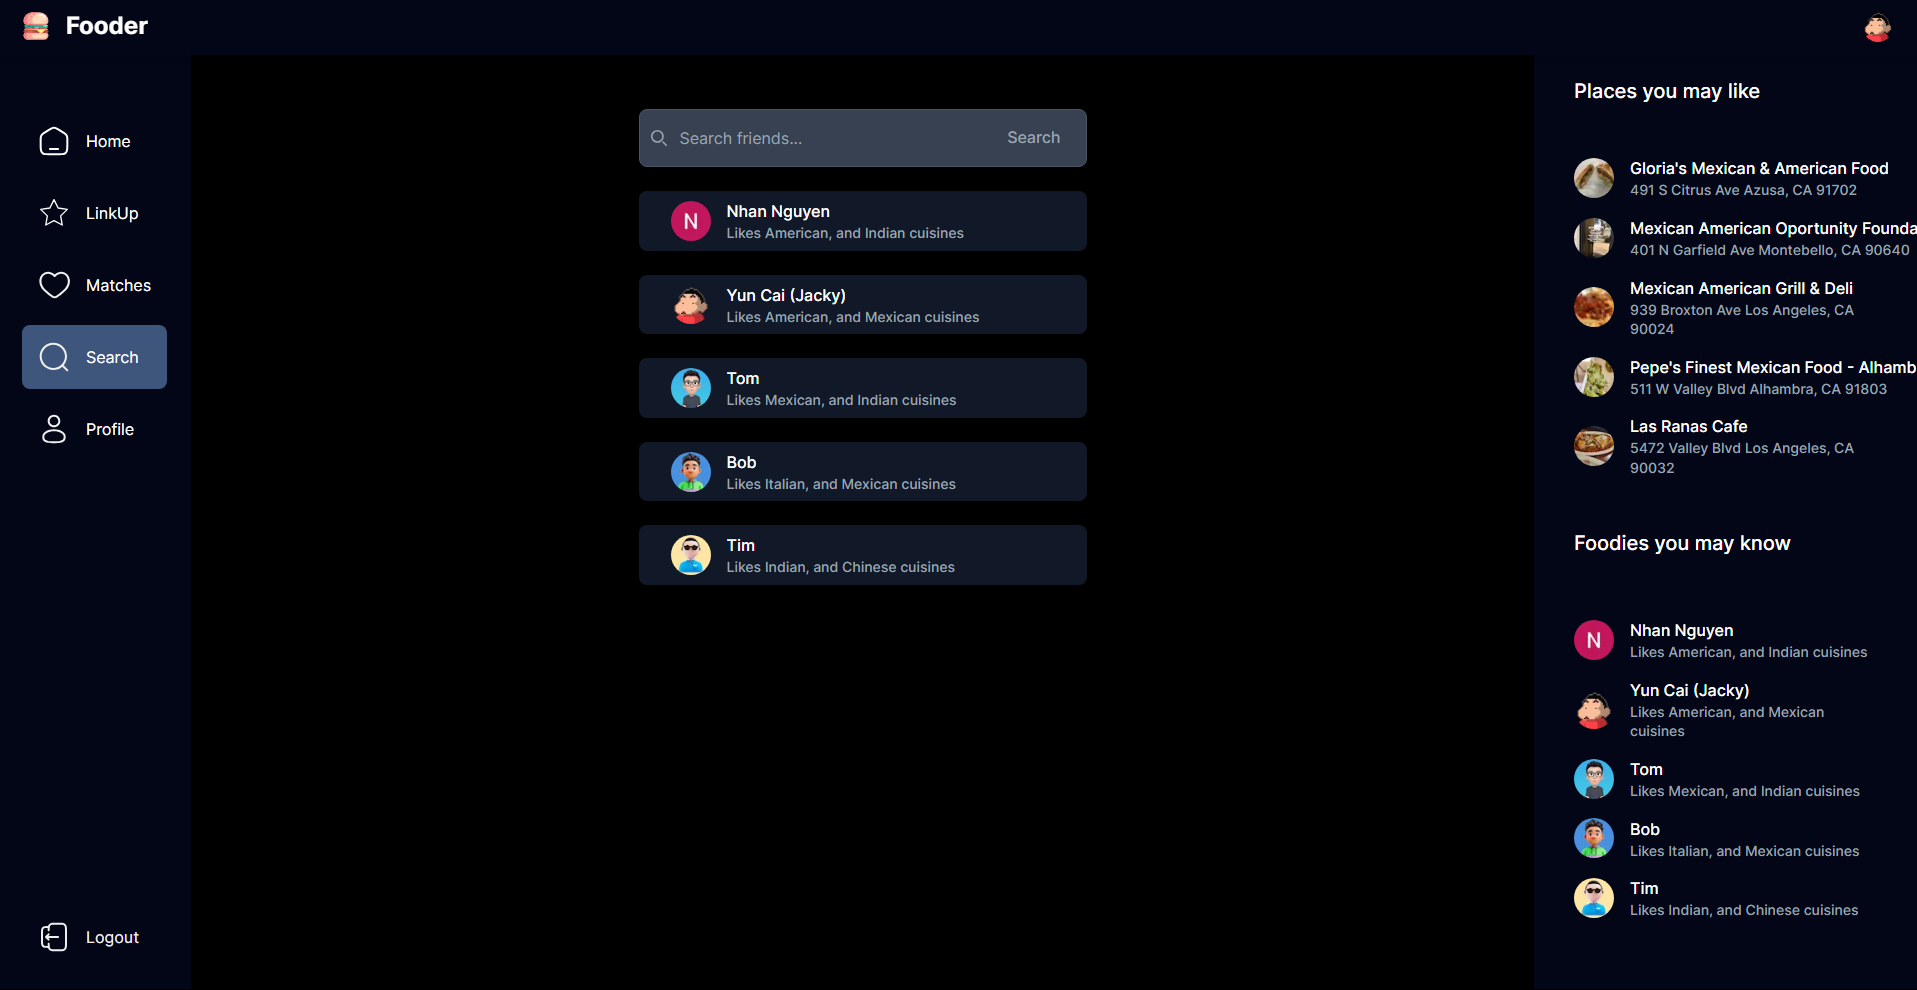 Fooder
Home
LinkUp
Matches
Search
Profile
Logout
Search friends...
Search
N
Nhan Nguyen
Likes American, and Indian cuisines
Yun Cai (Jacky)
Likes American, and Mexican cuisines
Tom
Likes Mexican, and Indian cuisines
Bob
Likes Italian, and Mexican cuisines
Tim
Likes Indian, and Chinese cuisines
Places you may like
Gloria's Mexican & American Food
491 S Citrus Ave Azusa, CA 91702
Mexican American Oportunity Founda
401 N Garfield Ave Montebello, CA 90640
Mexican American Grill & Deli
939 Broxton Ave Los Angeles, CA
90024
Pepe's Finest Mexican Food - Alhamb
511 W Valley Blvd Alhambra, CA 91803
Las Ranas Cafe
5472 Valley Blvd Los Angeles, CA
90032
Foodies you may know
N
Nhan Nguyen
Likes American, and Indian cuisines
Yun Cai (Jacky)
Likes American, and Mexican
cuisines
Tom
Likes Mexican, and Indian cuisines
Bob
Likes Italian, and Mexican cuisines
Tim
Likes Indian, and Chinese cuisines